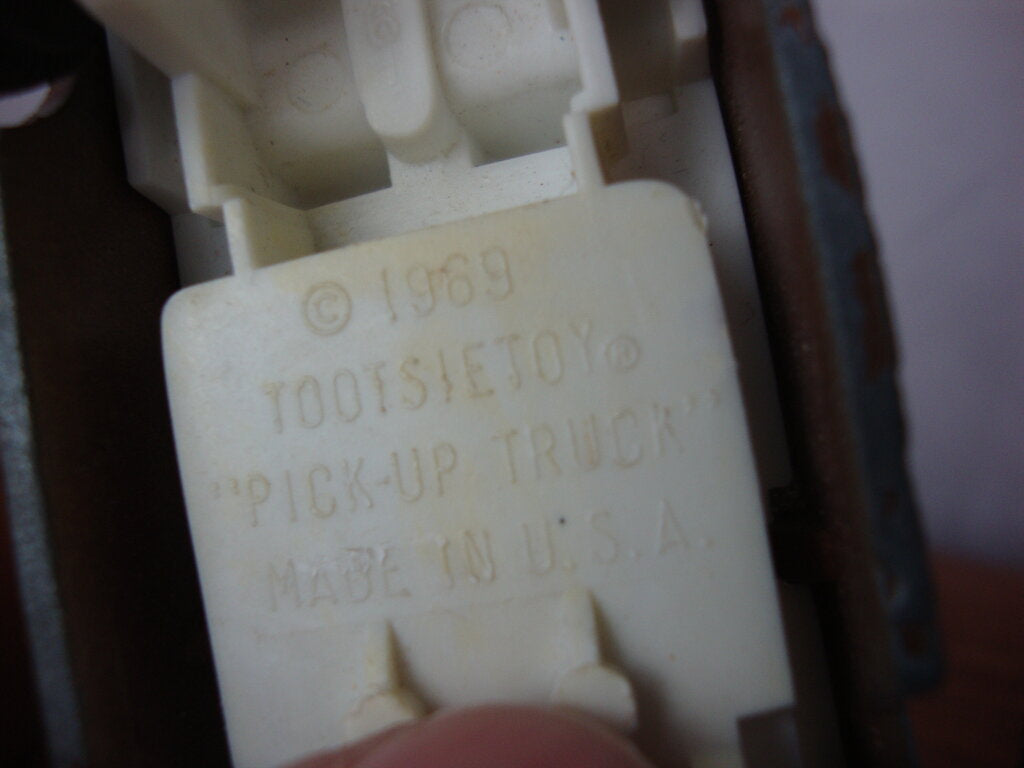 © 1969
TOOTSIETOY®
"PICK-UP TRUCK"
MADE IN U.S.A.